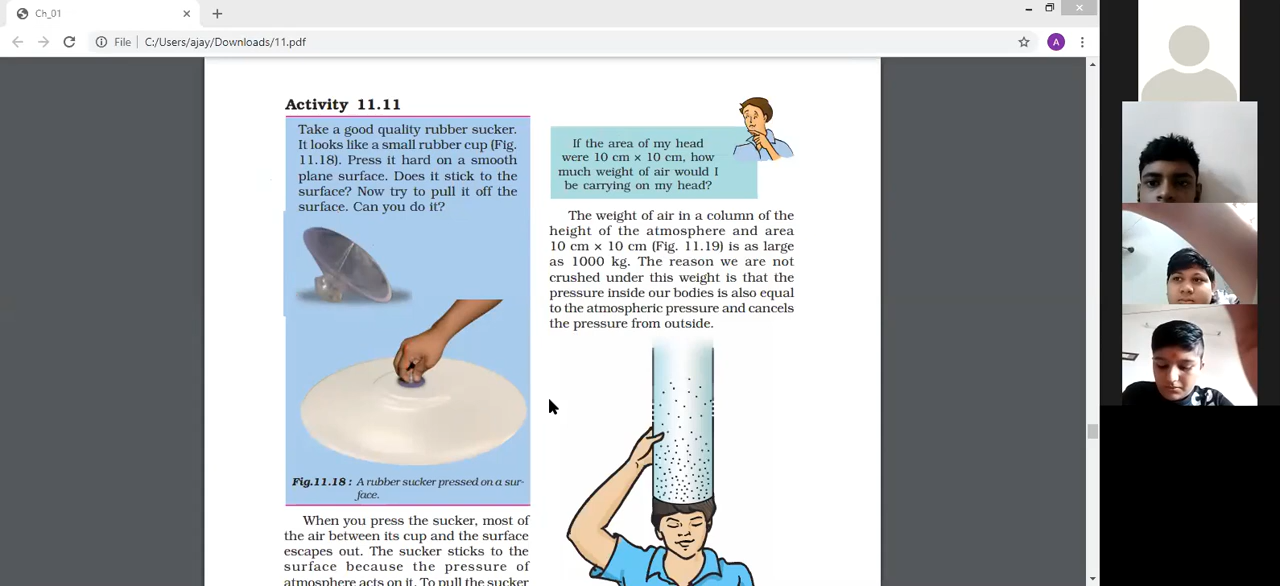 Ch_01
File
C:/Users/ajay/Downloads/11.pdf
A
Activity 11.11
Take a good quality rubber sucker.
It looks like a small rubber cup (Fig.
11.18). Press it hard on a smooth
plane surface. Does it stick to the
surface? Now try to pull it off the
surface. Can you do it?
Fig.11.18 : A rubber sucker pressed on a sur-
face.
When you press the sucker, most of
the air between its cup and the surface
escapes out. The sucker sticks to the
surface because the pressure of
atmosphere acts on it. To pull the sucker
If the area of my head
were 10 cm × 10 cm, how
much weight of air would I
be carrying on my head?
The weight of air in a column of the
height of the atmosphere and area
10 cm × 10 cm (Fig. 11.19) is as large
as 1000 kg. The reason we are not
crushed under this weight is that the
pressure inside our bodies is also equal
to the atmospheric pressure and cancels
the pressure from outside.